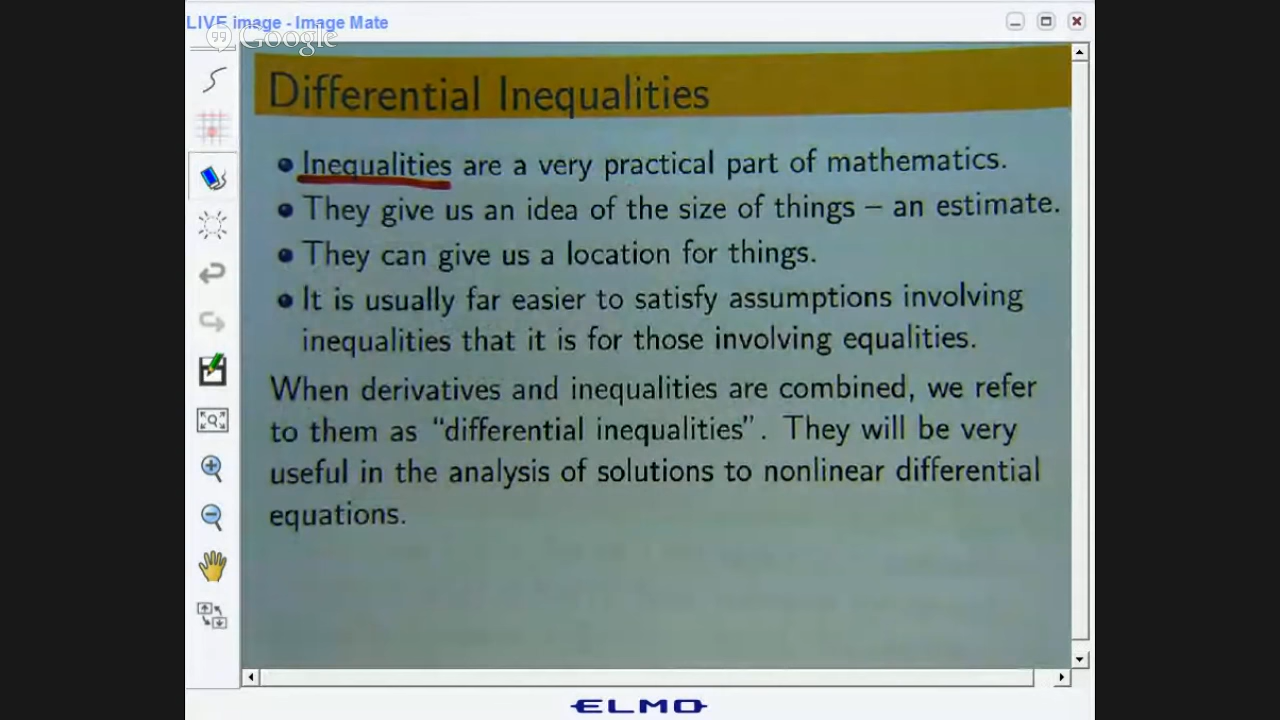 LIVE image - Image Mate
Google
Differential Inequalities
Inequalities are a very practical part of mathematics.
They give us an idea of the size of things – an estimate.
They can give us a location for things.
It is usually far easier to satisfy assumptions involving
inequalities that it is for those involving equalities.
When derivatives and inequalities are combined, we refer
to them as “differential inequalities”. They will be very
useful in the analysis of solutions to nonlinear differential
equations.
ELMO